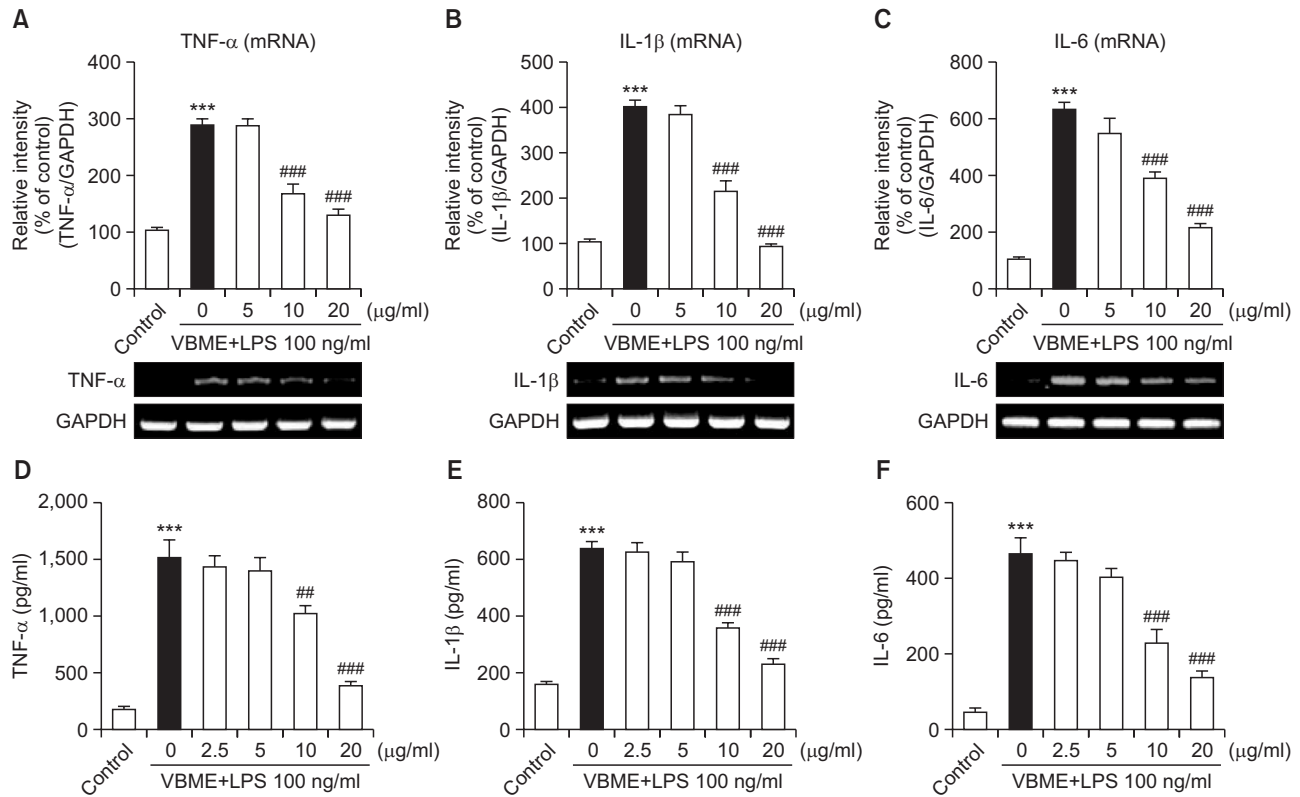 A
TNF-α (mRNA)
Relative intensity
(% of control)
(TNF-α/GAPDH)
400
300
200
100
0
***
###
###
Control
0 5 10 20 (μg/ml)
VBME+LPS 100 ng/ml
TNF-α
GAPDH
B
IL-1β (mRNA)
Relative intensity
(% of control)
(IL-1β/GAPDH)
500
400
300
200
100
0
***
###
###
Control
0 5 10 20 (μg/ml)
VBME+LPS 100 ng/ml
IL-1β
GAPDH
C
IL-6 (mRNA)
Relative intensity
(% of control)
(IL-6/GAPDH)
800
600
400
200
0
***
###
###
Control
0 5 10 20 (μg/ml)
VBME+LPS 100 ng/ml
IL-6
GAPDH
D
TNF-α (pg/ml)
2,000
1,500
1,000
500
0
***
##
###
Control
0 2.5 5 10 20 (μg/ml)
VBME+LPS 100 ng/ml
E
IL-1β (pg/ml)
800
600
400
200
0
***
###
###
Control
0 2.5 5 10 20 (μg/ml)
VBME+LPS 100 ng/ml
F
IL-6 (pg/ml)
600
400
200
0
***
###
###
Control
0 2.5 5 10 20 (μg/ml)
VBME+LPS 100 ng/ml